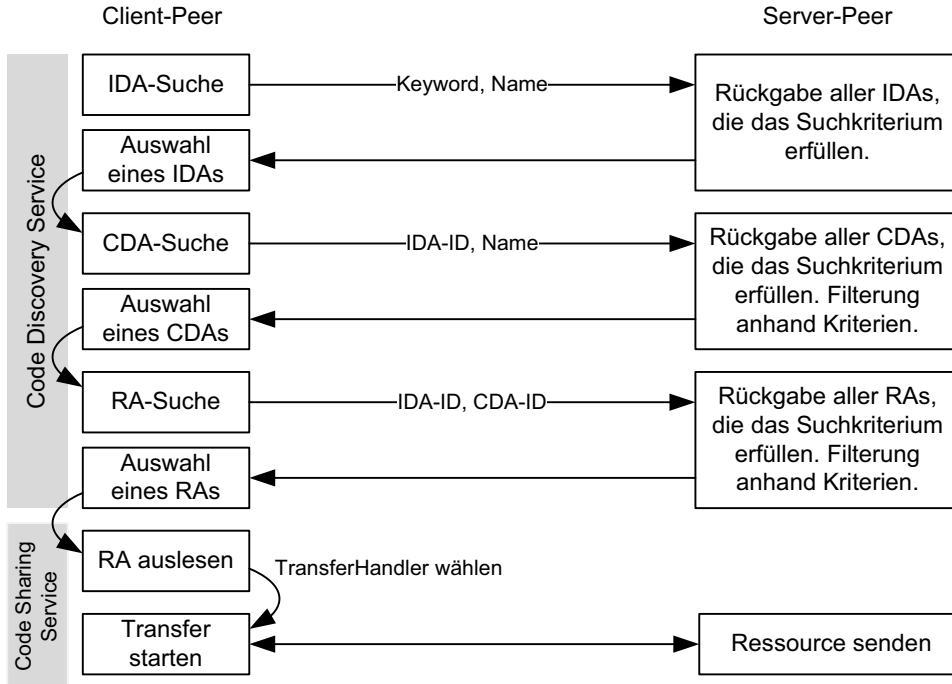 Client-Peer
Server-Peer
Code Discovery Service
IDA-Suche
Keyword, Name
Rückgabe aller IDAs,
die das Suchkriterium
erfüllen.
Auswahl
eines IDAs
CDA-Suche
IDA-ID, Name
Rückgabe aller CDAs,
die das Suchkriterium
erfüllen. Filterung
anhand Kriterien.
Auswahl
eines CDAs
RA-Suche
IDA-ID, CDA-ID
Rückgabe aller RAs,
die das Suchkriterium
erfüllen. Filterung
anhand Kriterien.
Auswahl
eines RAs
Code Sharing
Service
RA auslesen
TransferHandler wählen
Transfer
starten
Ressource senden